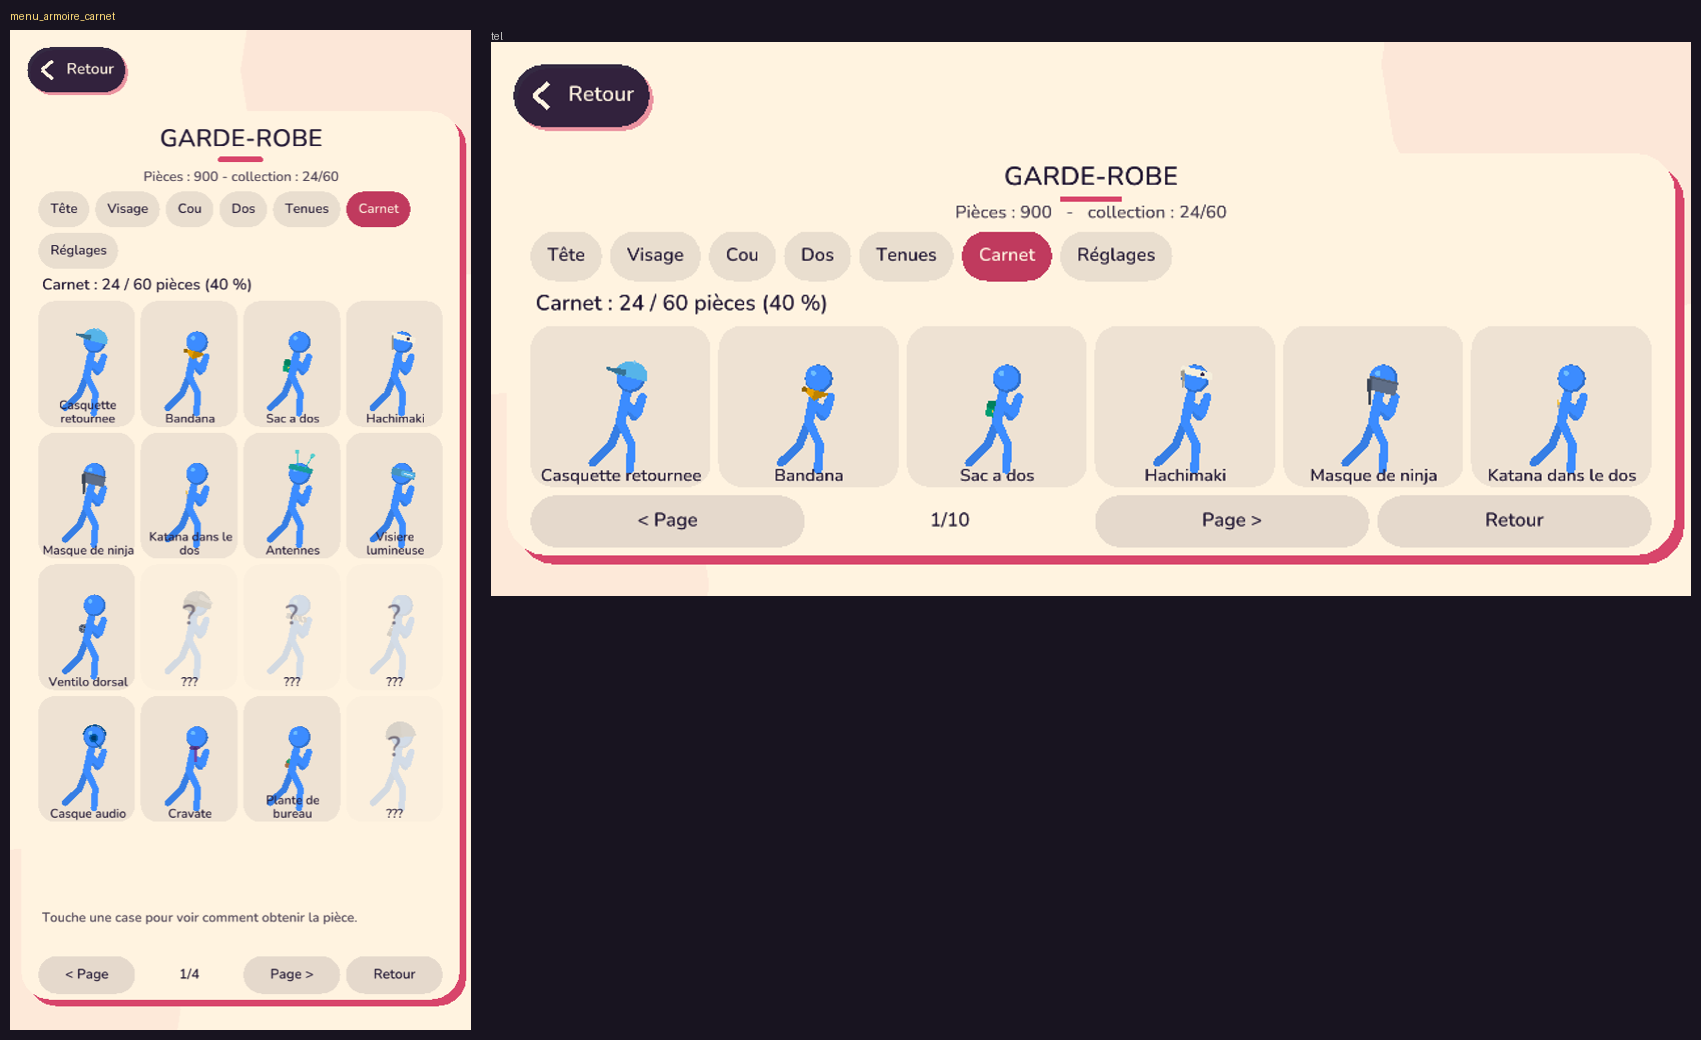 menu_armoire_carnet
Retour
GARDE-ROBE
Pièces : 900 - collection : 24/60
Tête Visage Cou Dos Tenues Carnet
Réglages
Carnet : 24 / 60 pièces (40 %)
Casquette
retournee
Bandana
Sac a dos
Hachimaki
Masque de ninja
Katana dans le
dos
Antennes
Visiere
lumineuse
Ventilo dorsal
?
???
?
???
?
???
Casque audio
Cravate
Plante de
bureau
?
???
Touche une case pour voir comment obtenir la pièce.
< Page 1/4 Page > Retour
tel
Retour
GARDE-ROBE
Pièces : 900 - collection : 24/60
Tête Visage Cou Dos Tenues Carnet Réglages
Carnet : 24 / 60 pièces (40 %)
Casquette retournee Bandana Sac a dos Hachimaki Masque de ninja Katana dans le dos
< Page 1/10 Page > Retour